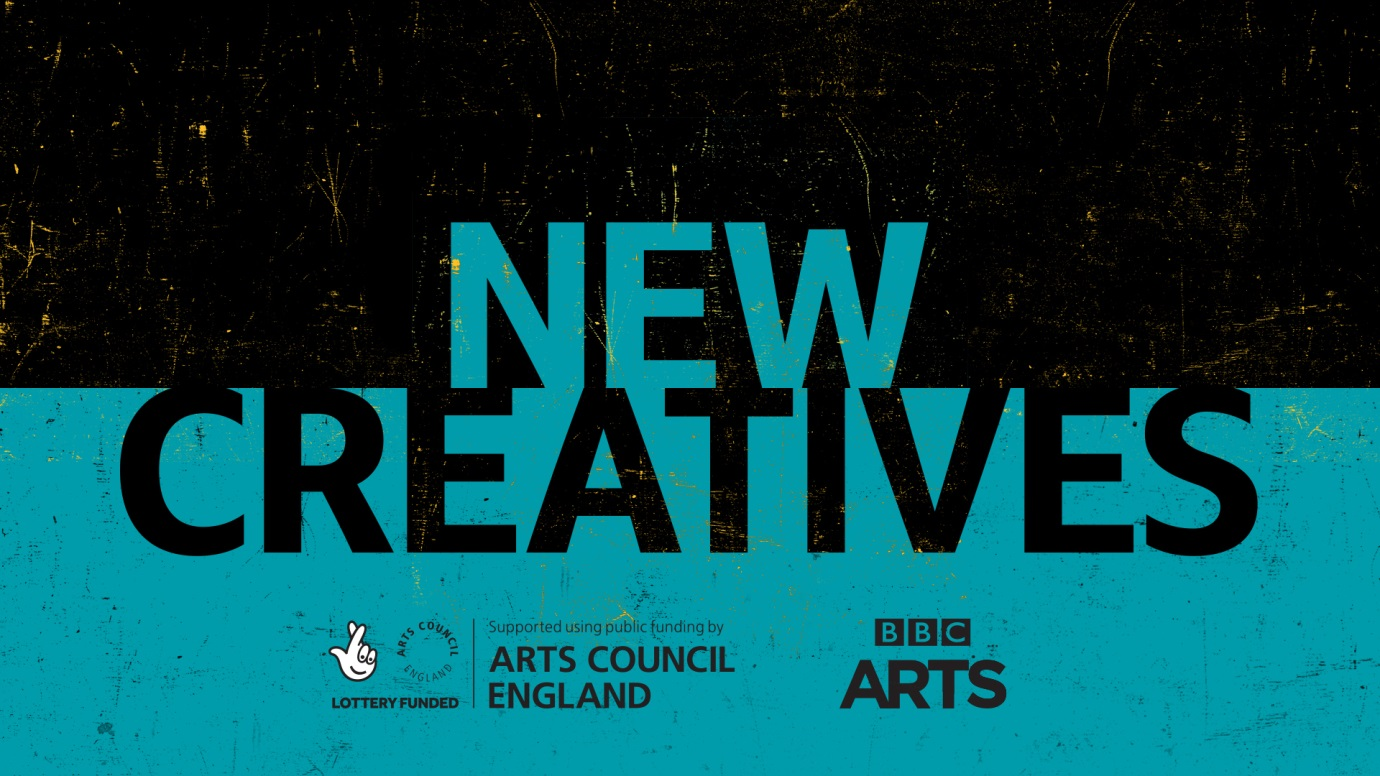 NEW
CREATIVES
ARTS COUNCIL
ENGLAND
LOTTERY FUNDED
Supported using public funding by
ARTS COUNCIL
ENGLAND
BBC
ARTS